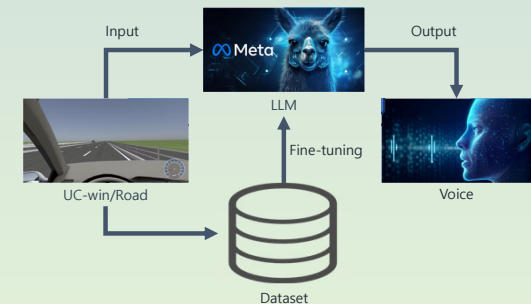 Input
Output
Meta
LLM
Fine-tuning
UC-win/Road
Voice
Dataset